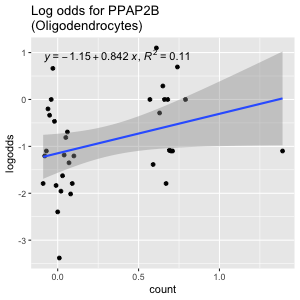 Log odds for PPAP2B
(Oligodendrocytes)
y = −1.15 + 0.842 x, R² = 0.11
1
0
-1
-2
-3
logodds
0.0 0.5 1.0
count